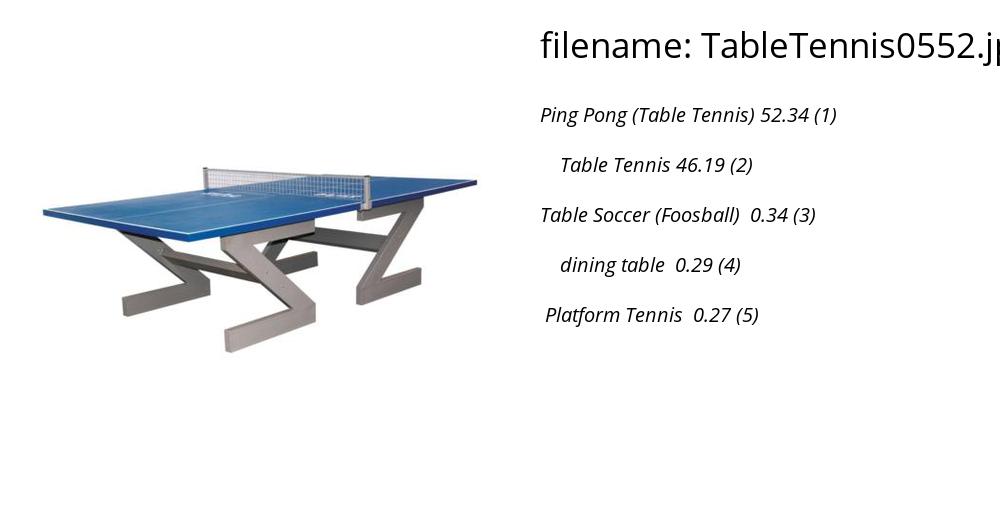 filename: TableTennis0552.jp
Ping Pong (Table Tennis) 52.34 (1)
Table Tennis 46.19 (2)
Table Soccer (Foosball) 0.34 (3)
dining table 0.29 (4)
Platform Tennis 0.27 (5)